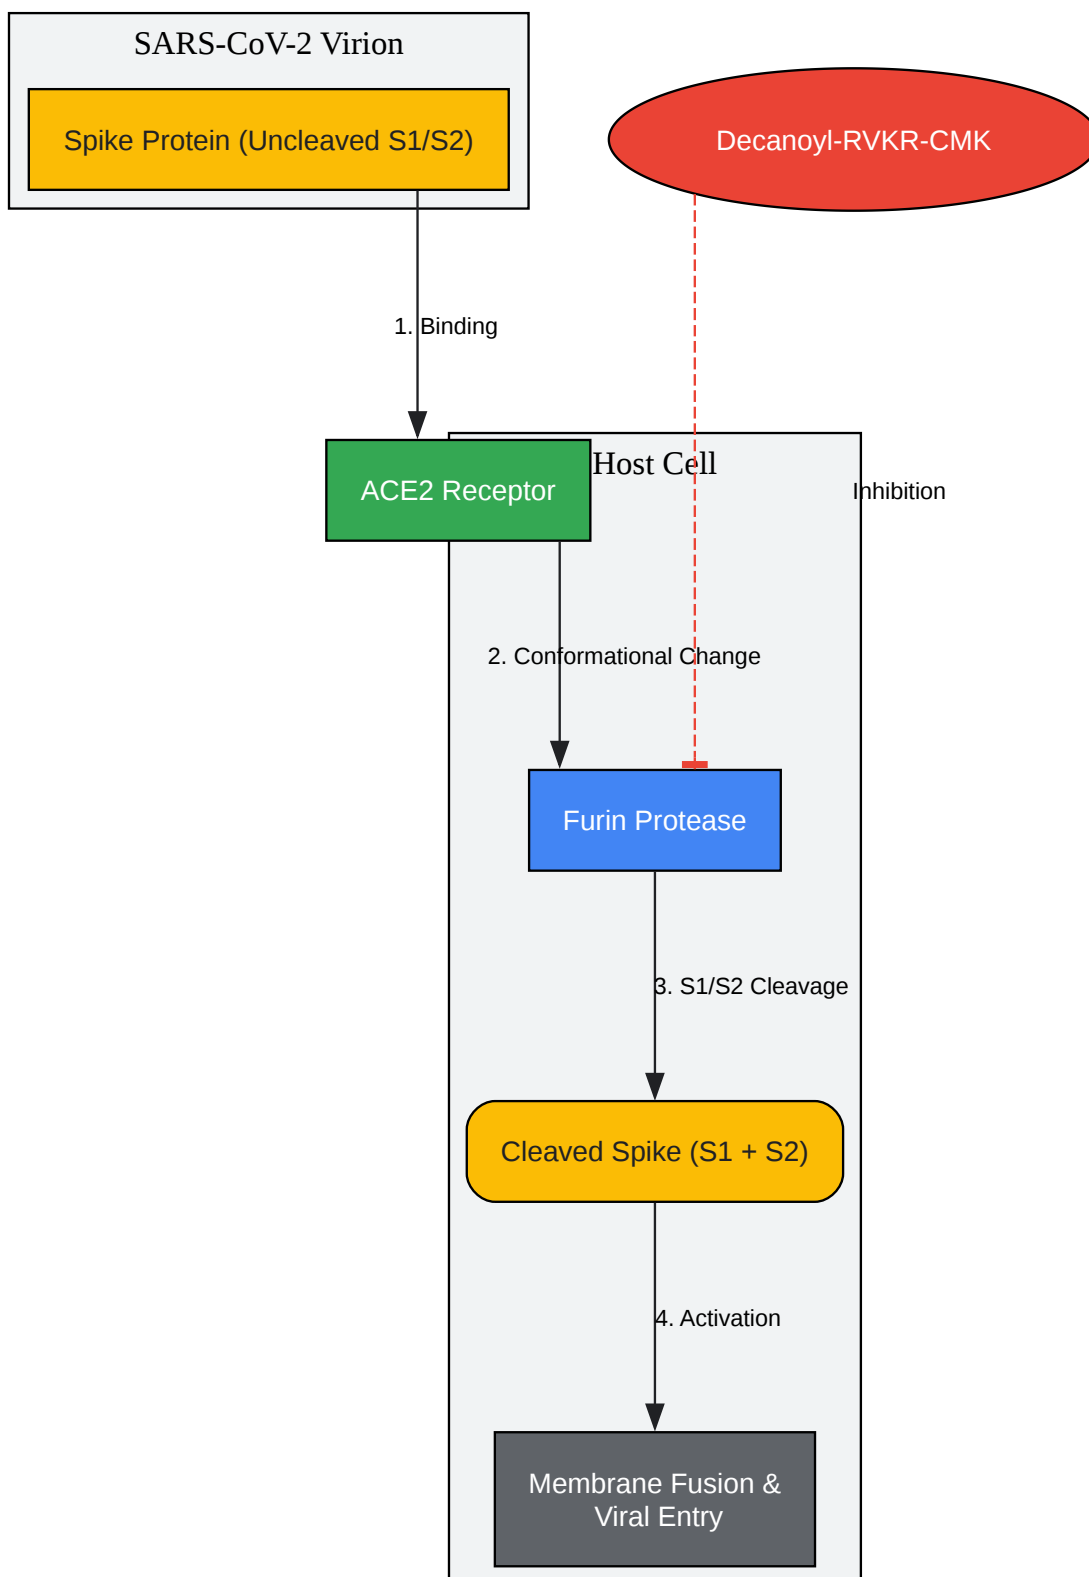 SARS-CoV-2 Virion
Spike Protein (Uncleaved S1/S2)
Decanoyl-RVKR-CMK
1. Binding
Host Cell
ACE2 Receptor
Inhibition
2. Conformational Change
Furin Protease
3. S1/S2 Cleavage
Cleaved Spike (S1 + S2)
4. Activation
Membrane Fusion &
Viral Entry